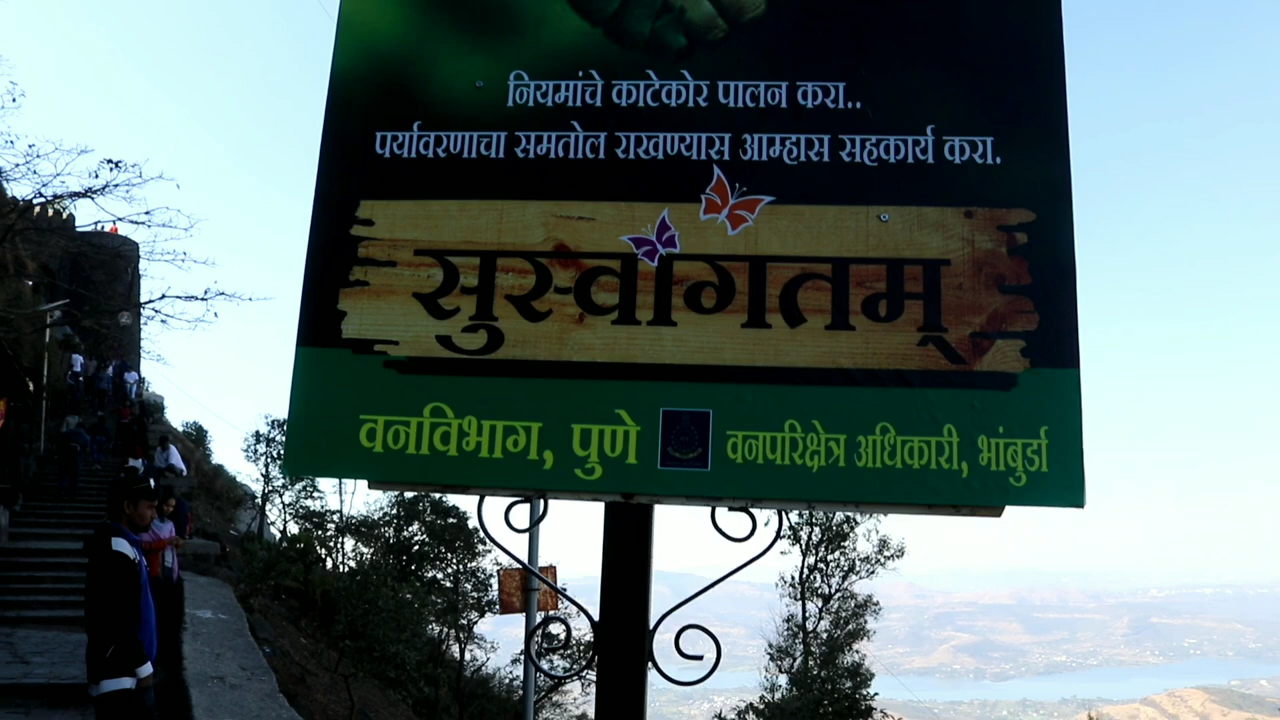 नियमांचे काटेकोर पालन करा..
पर्यावरणाचा समतोल राखण्यास आम्हास सहकार्य करा.
सुस्वागतम्
वनविभाग, पुणे वनपरिक्षेत्र अधिकारी, भांबुर्डा